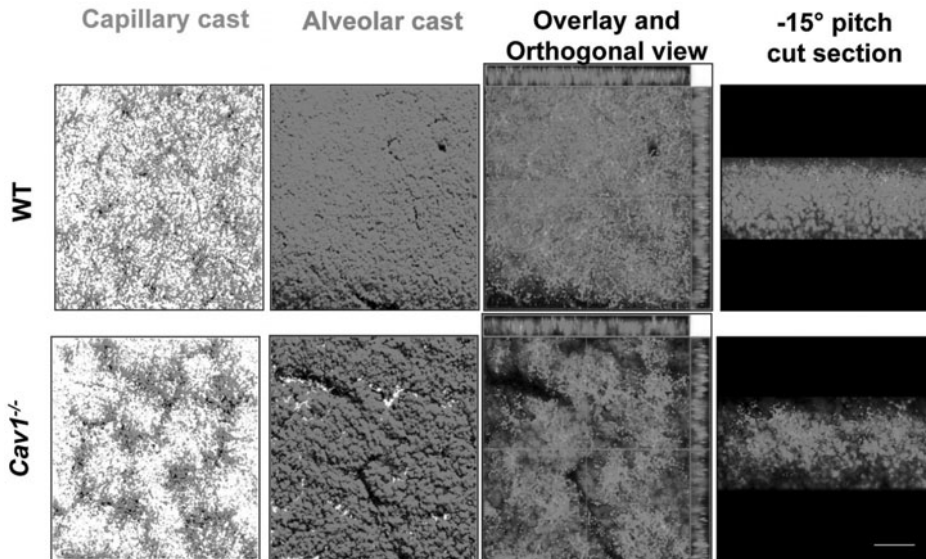 Capillary cast
Alveolar cast
Overlay and
Orthogonal view
-15° pitch
cut section
WT
Cav1-/-